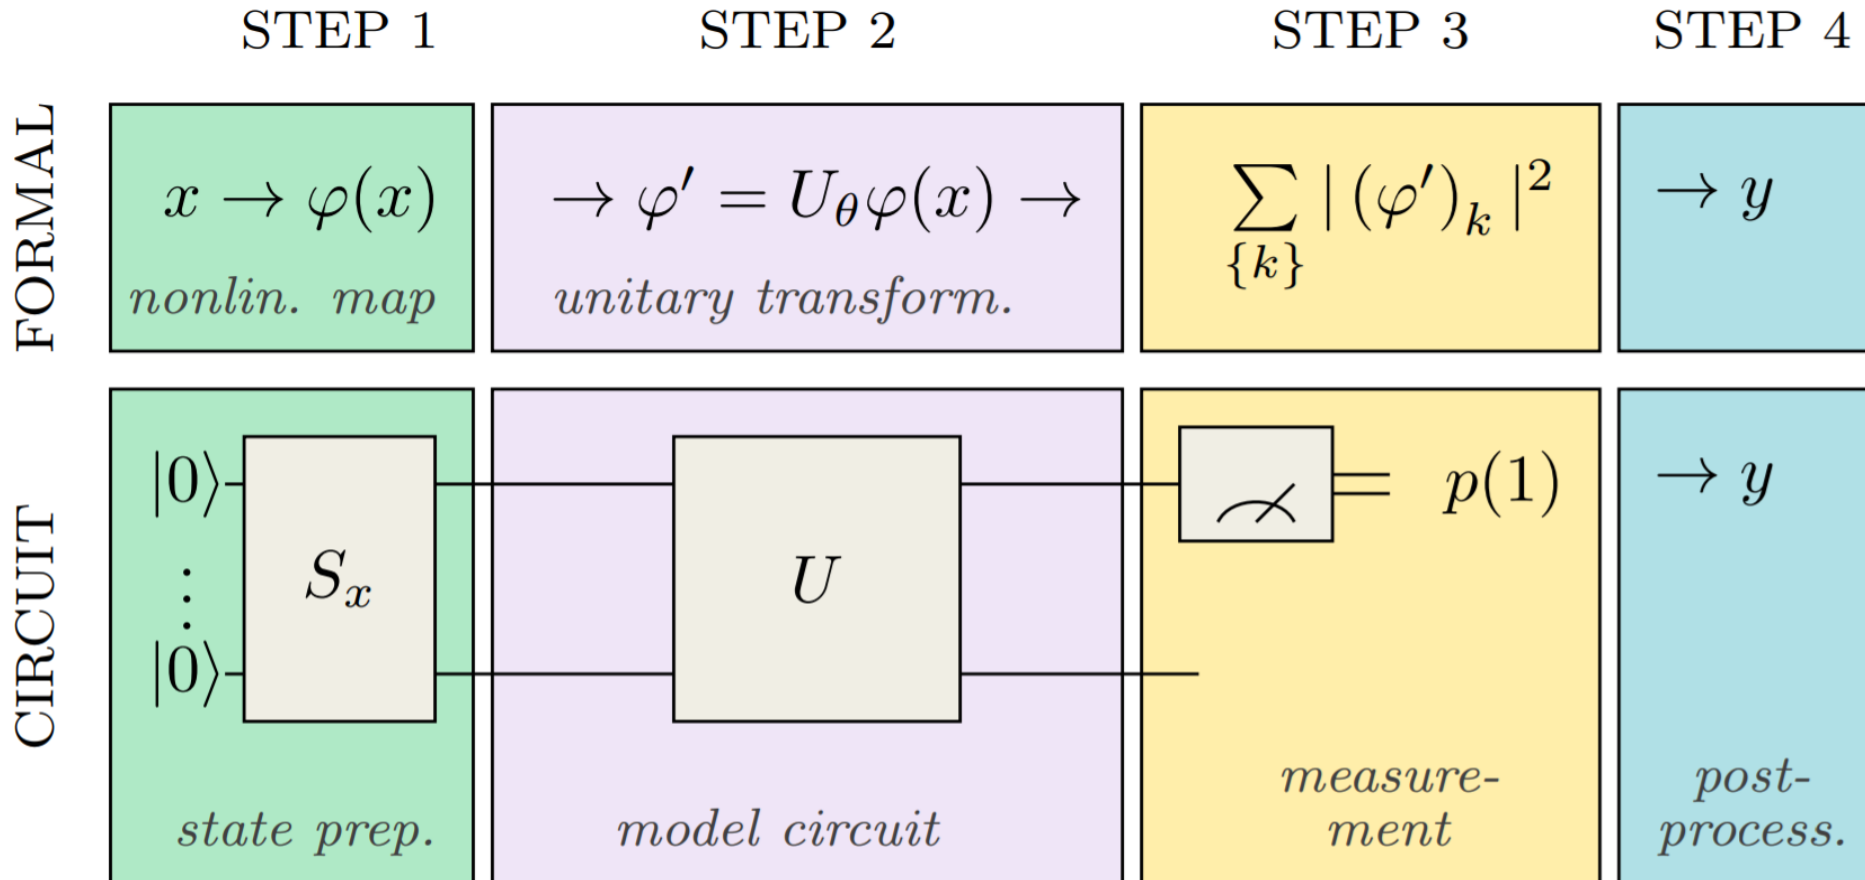 STEP 1 STEP 2 STEP 3 STEP 4
FORMAL
x → φ(x)
nonlin. map
→ φ′ = U_θ φ(x) →
unitary transform.
∑_{k} | (φ′)_k |²
→ y
CIRCUIT
|0⟩
⋮
|0⟩
S_x
state prep.
U
model circuit
= p(1)
measure-
ment
→ y
post-
process.